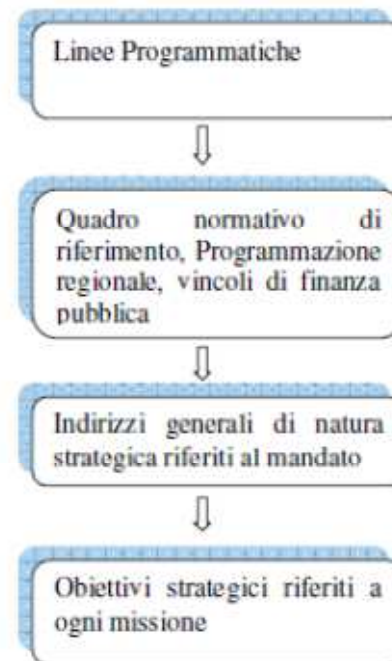 Linee Programmatiche
Quadro normativo di
riferimento, Programmazione
regionale, vincoli di finanza
pubblica
Indirizzi generali di natura
strategica riferiti al mandato
Obiettivi strategici riferiti a
ogni missione